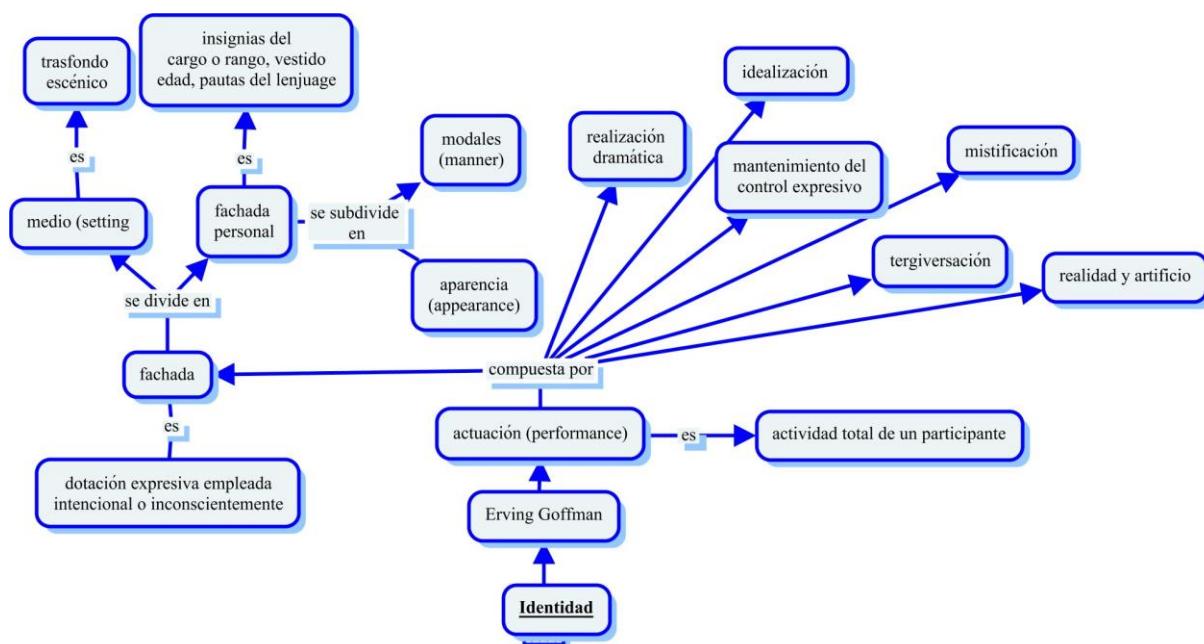 insignias del
cargo o rango, vestido
edad, pautas del lenjuage
trasfondo
escénico
idealización
modales
(manner)
realización
dramática
mantenimiento del
control expresivo
mistificación
es
es
medio (setting
fachada
personal
se subdivide
en
aparencia
(appearance)
tergiversación
realidad y artificio
se divide en
fachada
compuesta por
es
actuación (performance)
es
actividad total de un participante
dotación expresiva empleada
intencional o inconscientemente
Erving Goffman
Identidad